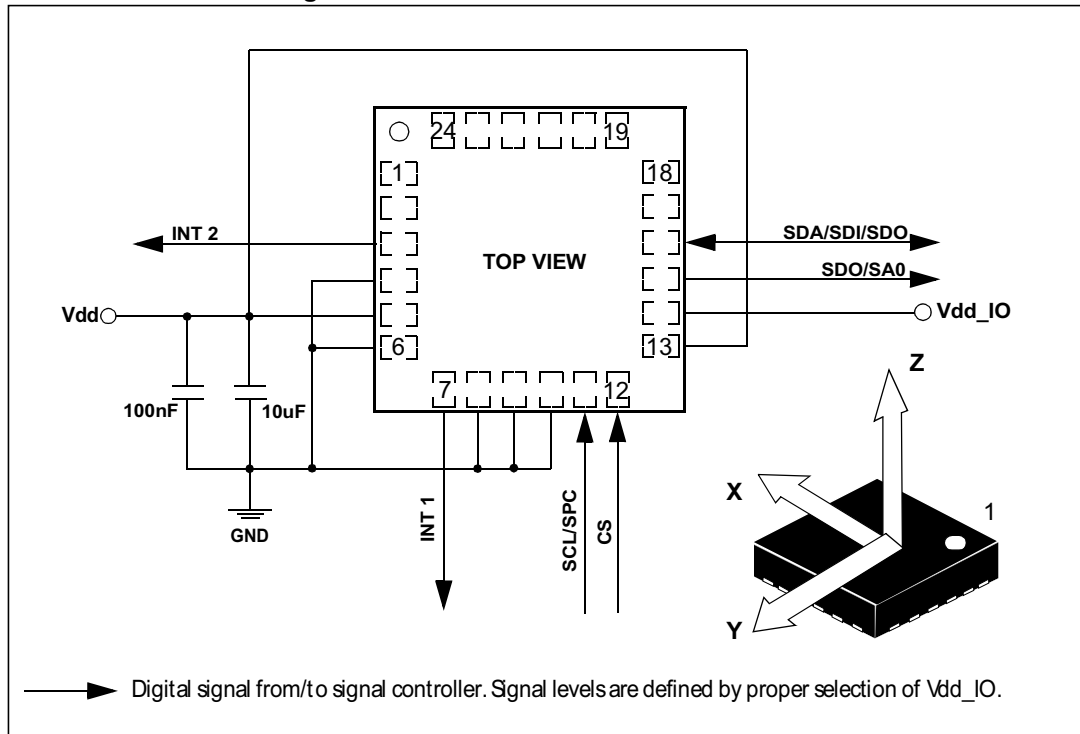 24
19
1
18
INT 2
SDA/SDI/SDO
TOP VIEW
SDO/SA0
Vdd
Vdd_IO
6
13
7
12
Z
100nF
10uF
X
1
INT 1
SCL/SPC
CS
GND
Y
Digital signal from/to signal controller. Signal levels are defined by proper selection of Vdd_IO.